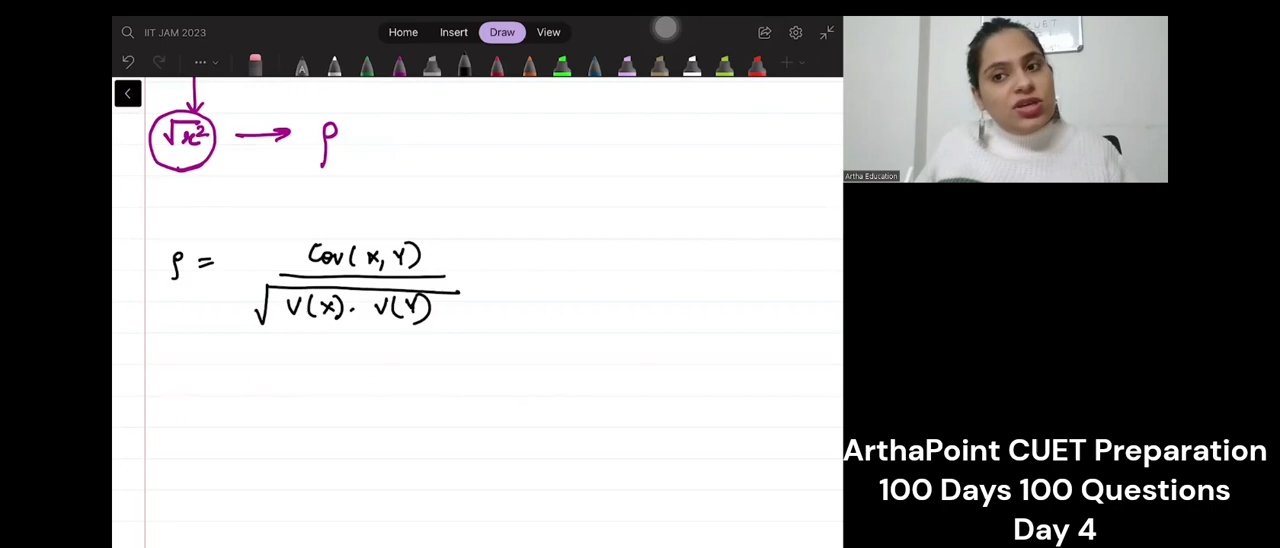 IIT JAM 2023
Home Insert Draw View
√r² → ρ
ρ = Cov(X, Y)
√V(X). V(Y)
Artha Education
ArthaPoint CUET Preparation
100 Days 100 Questions
Day 4